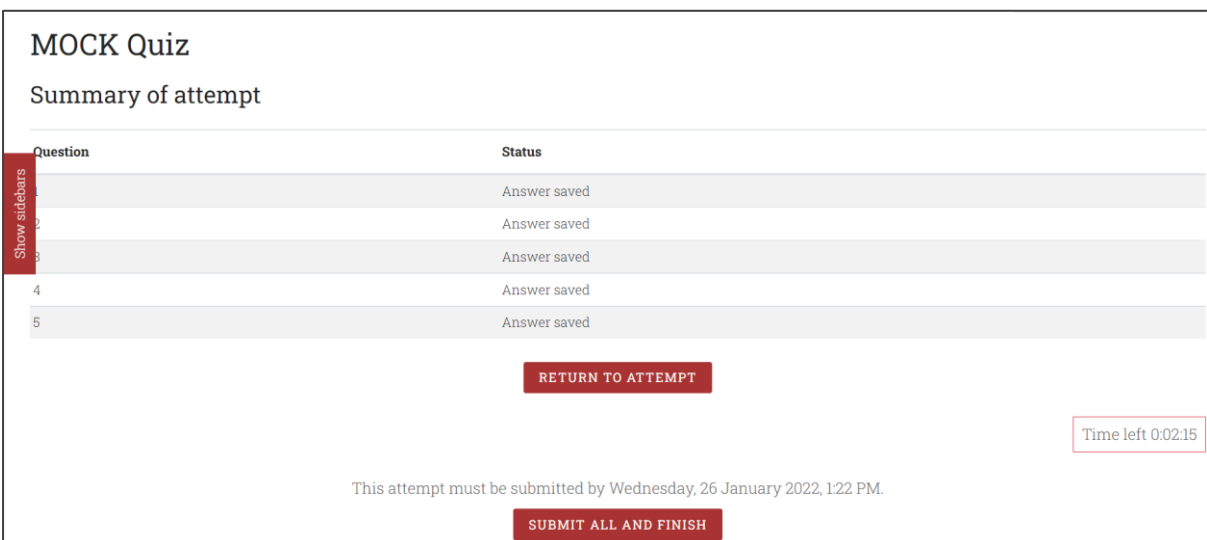 MOCK Quiz
Summary of attempt
Question Status
Show sidebars
1 Answer saved
2 Answer saved
3 Answer saved
4 Answer saved
5 Answer saved
RETURN TO ATTEMPT
Time left 0:02:15
This attempt must be submitted by Wednesday, 26 January 2022, 1:22 PM.
SUBMIT ALL AND FINISH